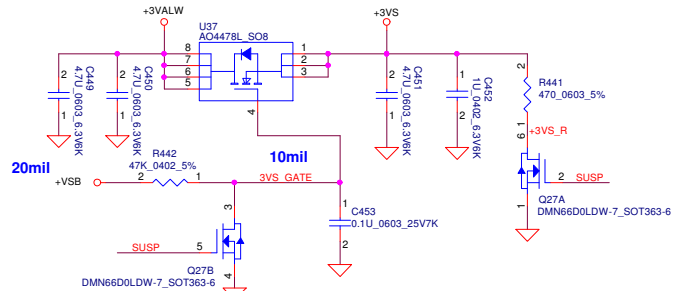 +3VALW
+3VS
U37
AO4478L_SO8
8
7
6
5
1
2
3
4
2
C449
4.7U_0603_6.3V6K
1
2
C450
4.7U_0603_6.3V6K
1
2
C451
4.7U_0603_6.3V6K
1
1
C452
1U_0402_6.3V6K
2
2
R441
470_0603_5%
1
+3VS_R
6
2
SUSP
1
Q27A
DMN66D0LDW-7_SOT363-6
20mil
10mil
R442
47K_0402_5%
+VSB
2
1
3VS_GATE
3
1
C453
0.1U_0603_25V7K
2
SUSP
5
4
Q27B
DMN66D0LDW-7_SOT363-6